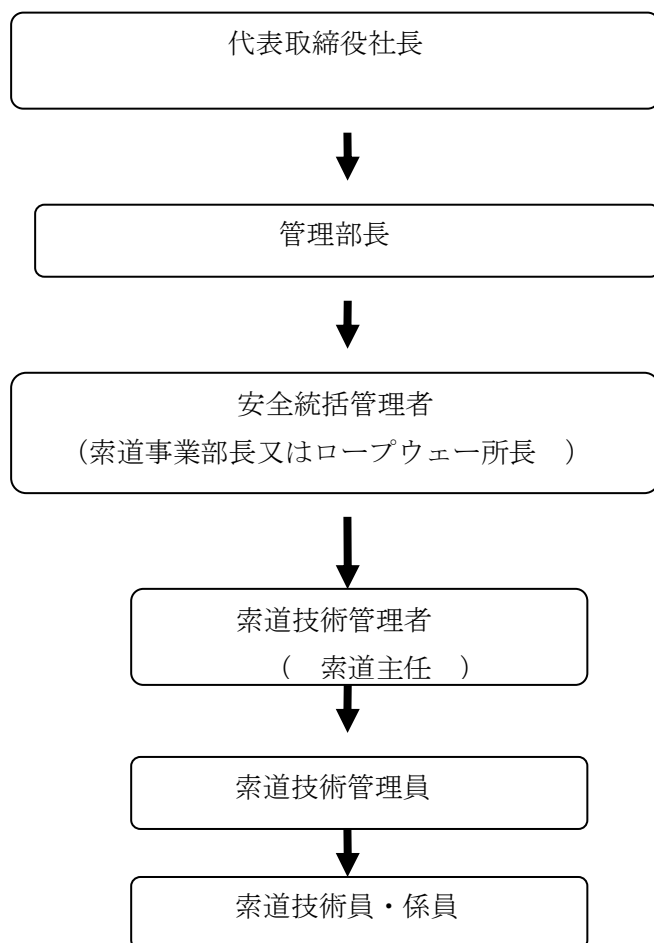 代表取締役社長
管理部長
安全統括管理者
（索道事業部長又はロープウェー所長　）
索道技術管理者
（　索道主任　）
索道技術管理員
索道技術員・係員